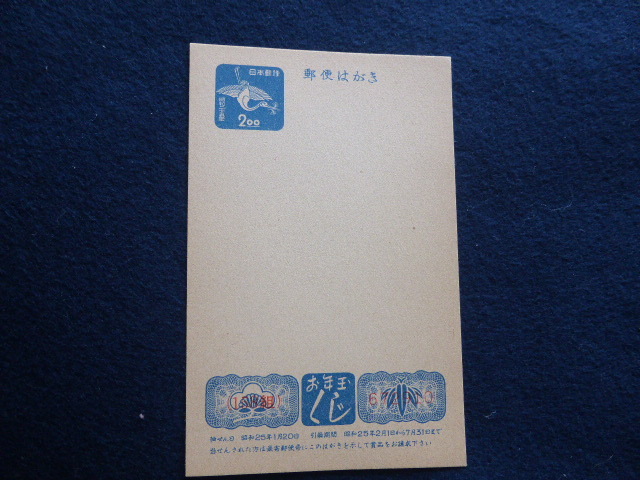 日本郵便
郵便はがき
2.00
お年玉
くじ
抽せん日 昭和25年1月20日 引換期間 昭和25年2月1日から7月31日まで
当せんされた方は最寄郵便局にこのはがきを示して賞品をお請求下さい